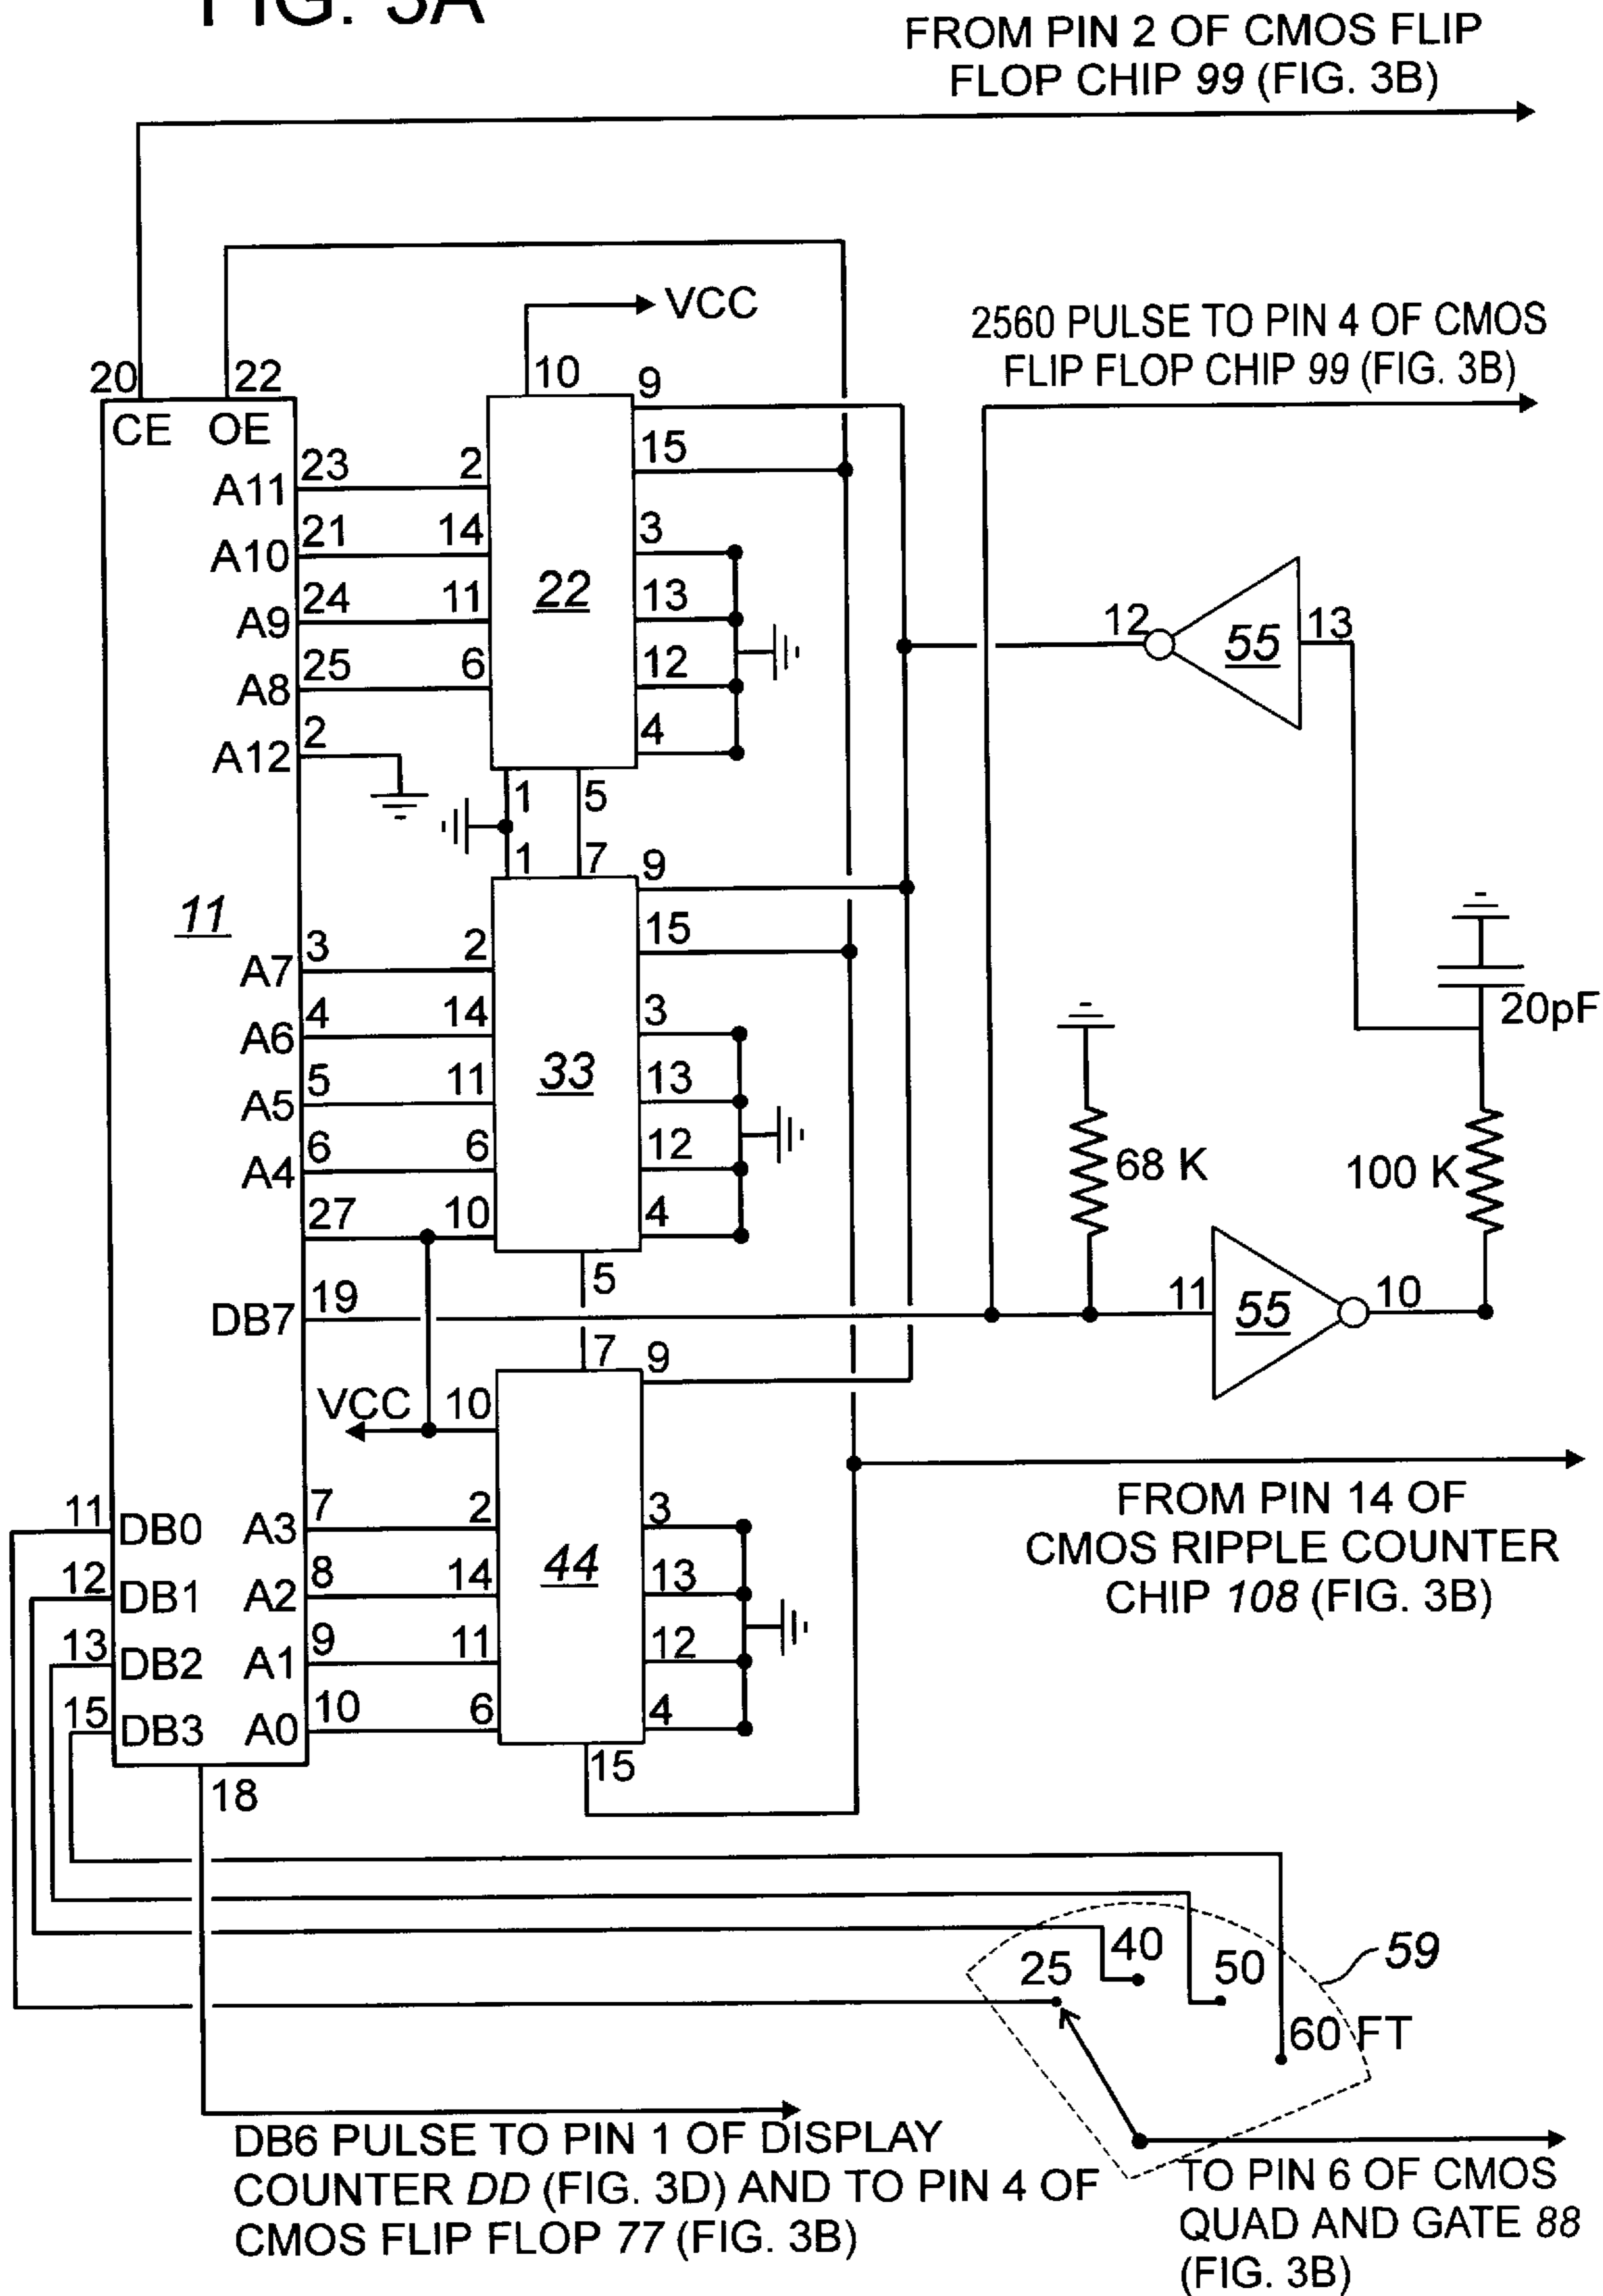 FIG. 3A
FROM PIN 2 OF CMOS FLIP
FLOP CHIP 99 (FIG. 3B)
VCC
2560 PULSE TO PIN 4 OF CMOS
FLIP FLOP CHIP 99 (FIG. 3B)
20 22 10 9
CE OE
A11 23 2 15
A10 21 14 3
A9 24 11 22 13
A8 25 6 12
A12 2 4
12 55 13
1 5
1 7 9
11
A7 3 2 15
A6 4 14 3
A5 5 11 33 13
A4 6 6 12
27 10 4
20pF
68 K
100 K
5
DB7 19
11 55 10
7 9
VCC 10
FROM PIN 14 OF
CMOS RIPPLE COUNTER
CHIP 108 (FIG. 3B)
11 DB0 A3 7 2 3
12 DB1 A2 8 14 44 13
13 DB2 A1 9 11 12
15 DB3 A0 10 6 4
18 15
25 40 50 59
60 FT
DB6 PULSE TO PIN 1 OF DISPLAY
COUNTER DD (FIG. 3D) AND TO PIN 4 OF
CMOS FLIP FLOP 77 (FIG. 3B)
TO PIN 6 OF CMOS
QUAD AND GATE 88
(FIG. 3B)